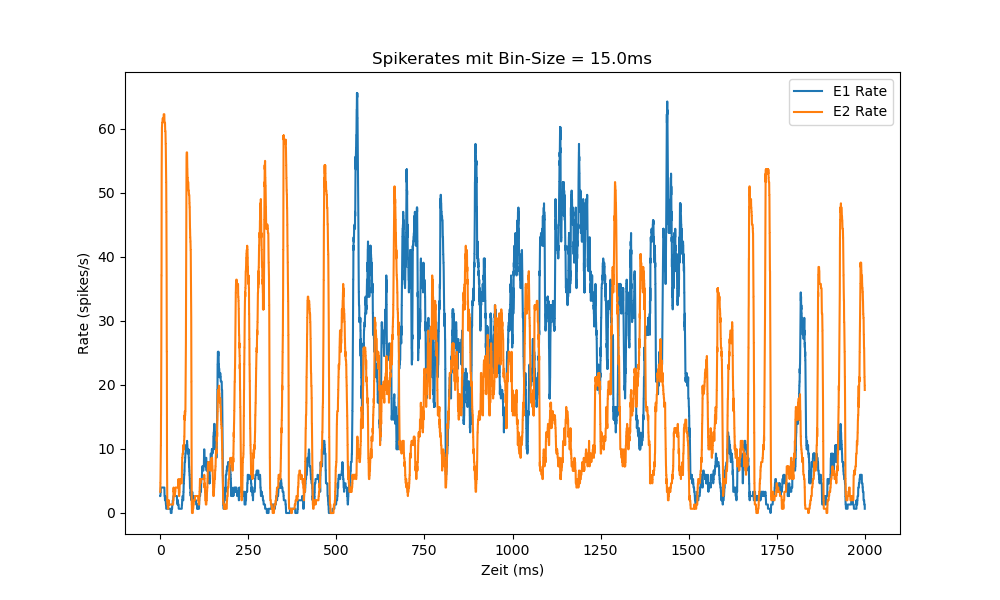 Spikerates mit Bin-Size = 15.0ms
E1 Rate
E2 Rate
60
50
40
30
20
10
0
Rate (spikes/s)
0 250 500 750 1000 1250 1500 1750 2000
Zeit (ms)